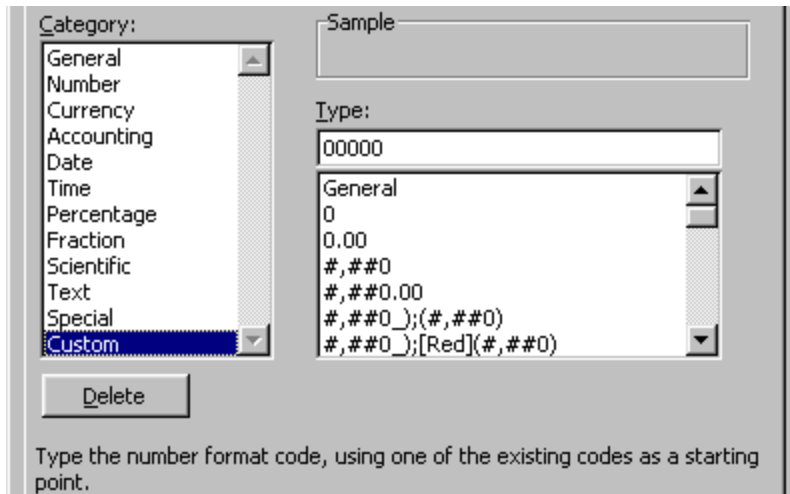 Category:
General
Number
Currency
Accounting
Date
Time
Percentage
Fraction
Scientific
Text
Special
Custom
Delete
Sample
Type:
00000
General
0
0.00
#,##0
#,##0.00
#,##0_);(#,##0)
#,##0_);[Red](#,##0)
Type the number format code, using one of the existing codes as a starting
point.